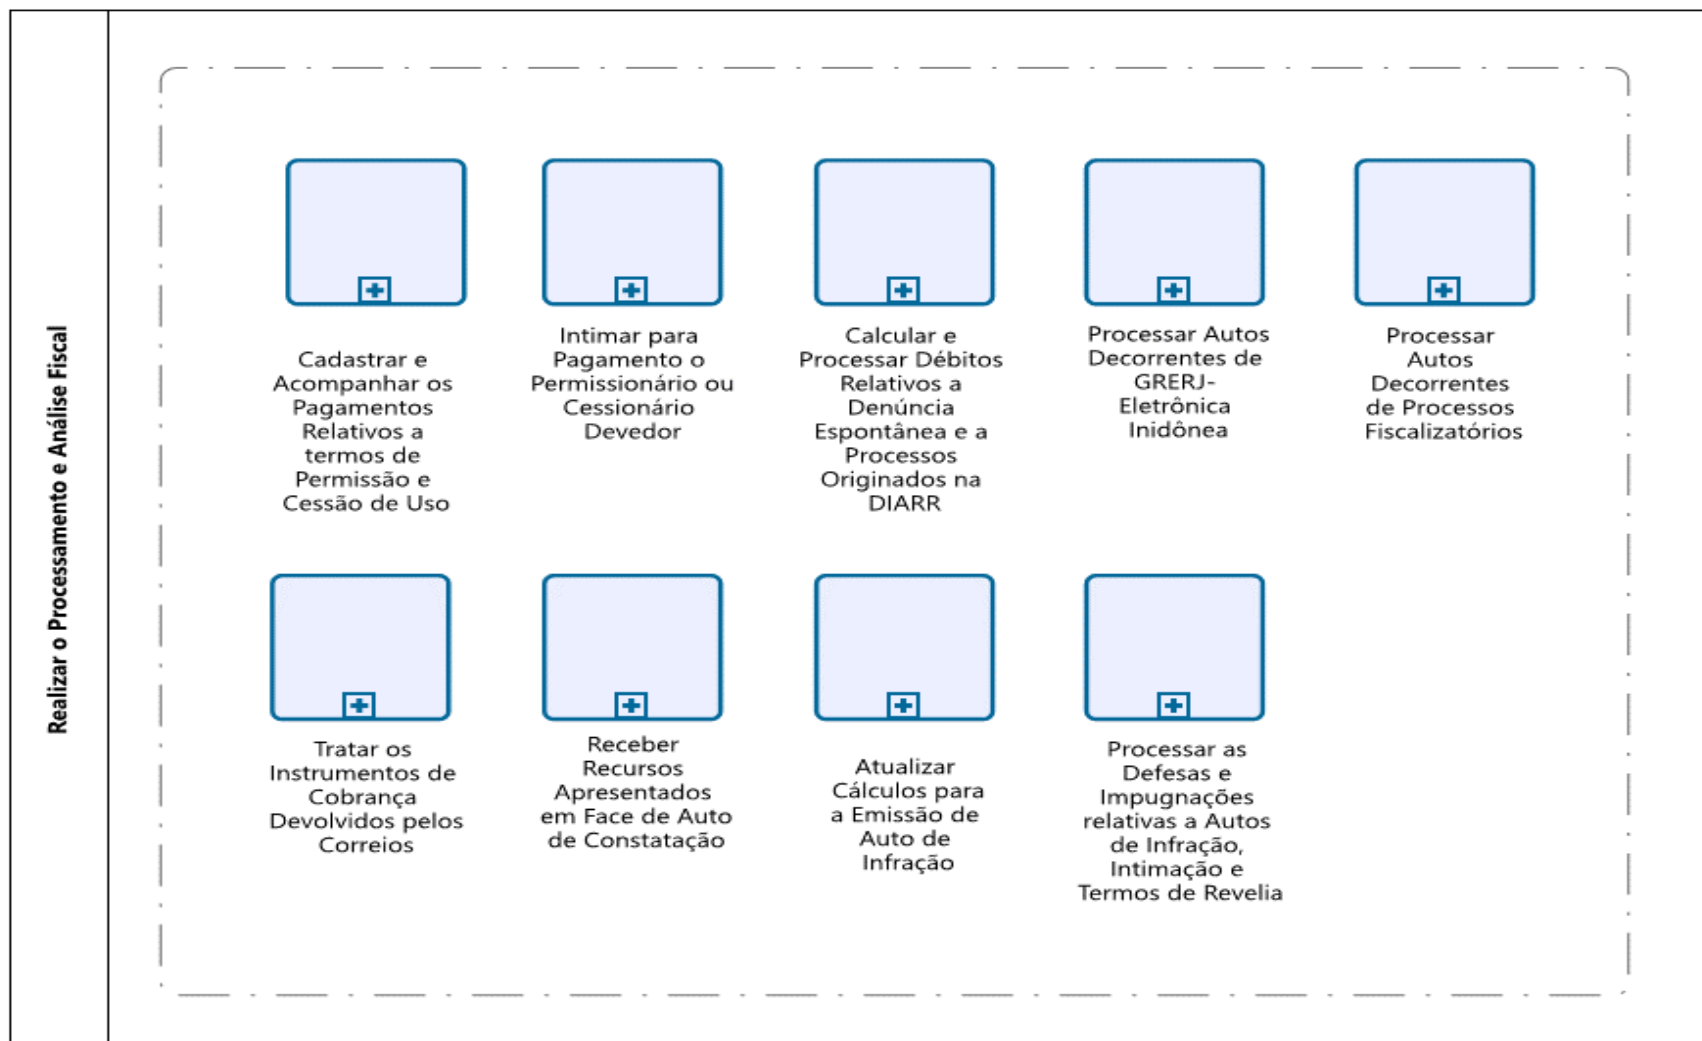 Realizar o Processamento e Análise Fiscal
Cadastrar e
Acompanhar os
Pagamentos
Relativos a
termos de
Permissão e
Cessão de Uso
Intimar para
Pagamento o
Permissionário ou
Cessionário
Devedor
Calcular e
Processar Débitos
Relativos a
Denúncia
Espontânea e a
Processos
Originados na
DIARR
Processar Autos
Decorrentes de
GRERJ-
Eletrônica
Inidônea
Processar
Autos
Decorrentes
de Processos
Fiscalizatórios
Tratar os
Instrumentos de
Cobrança
Devolvidos pelos
Correios
Receber
Recursos
Apresentados
em Face de Auto
de Constatação
Atualizar
Cálculos para
a Emissão de
Auto de
Infração
Processar as
Defesas e
Impugnações
relativas a Autos
de Infração,
Intimação e
Termos de Revelia